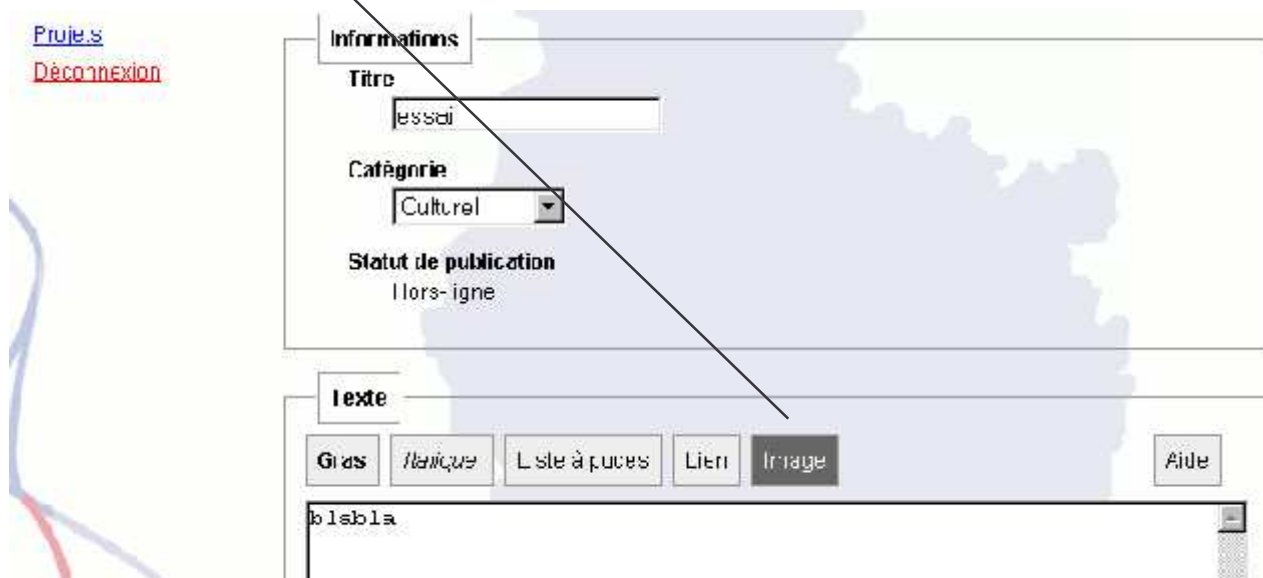 Projets
Déconnexion
Informations
Titre
essai
Catégorie
Culturel
Statut de publication
Hors-ligne
Texte
Gras Italique Liste à puces Lien Image Aide
blabla